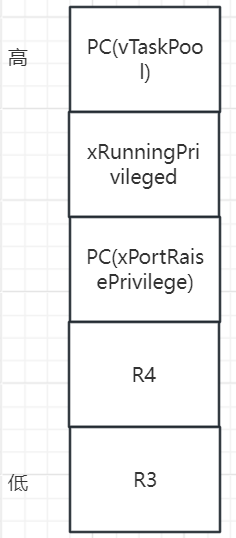 高
PC(vTaskPoo
l)
xRunningPri
vileged
PC(xPortRais
ePrivilege)
R4
低
R3